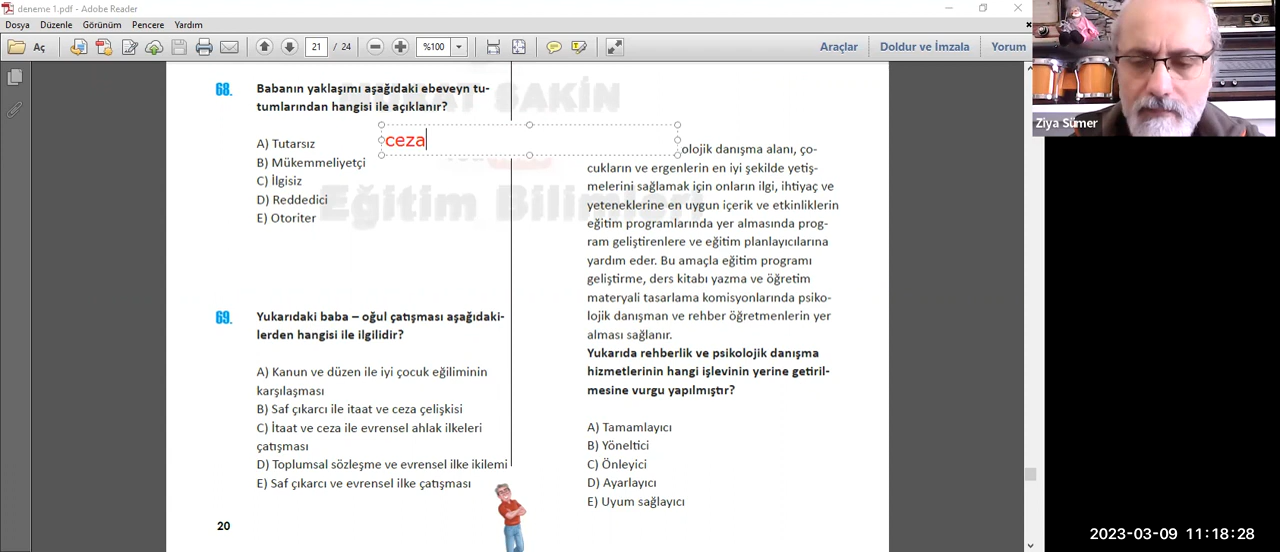 deneme 1.pdf - Adobe Reader
Dosya Düzenle Görünüm Pencere Yardım
Aç 21 / 24 %100 Araçlar Doldur ve İmzala Yorum
Ziya Sümer
SAKİN
Eğitim Bilimleri
68. Babanın yaklaşımı aşağıdaki ebeveyn tu-
tumlarından hangisi ile açıklanır?
ceza
A) Tutarsız
B) Mükemmeliyetçi
C) İlgisiz
D) Reddedici
E) Otoriter
69. Yukarıdaki baba – oğul çatışması aşağıdaki-
lerden hangisi ile ilgilidir?
A) Kanun ve düzen ile iyi çocuk eğiliminin
karşılaşması
B) Saf çıkarcı ile itaat ve ceza çelişkisi
C) İtaat ve ceza ile evrensel ahlak ilkeleri
çatışması
D) Toplumsal sözleşme ve evrensel ilke ikilemi
E) Saf çıkarcı ve evrensel ilke çatışması
20
olojik danışma alanı, ço-
cukların ve ergenlerin en iyi şekilde yetiş-
melerini sağlamak için onların ilgi, ihtiyaç ve
yeteneklerine en uygun içerik ve etkinliklerin
eğitim programlarında yer almasında prog-
ram geliştirenlere ve eğitim planlayıcılarına
yardım eder. Bu amaçla eğitim programı
geliştirme, ders kitabı yazma ve öğretim
materyali tasarlama komisyonlarında psiko-
lojik danışman ve rehber öğretmenlerin yer
alması sağlanır.
Yukarıda rehberlik ve psikolojik danışma
hizmetlerinin hangi işlevinin yerine getiril-
mesine vurgu yapılmıştır?
A) Tamamlayıcı
B) Yöneltici
C) Önleyici
D) Ayarlayıcı
E) Uyum sağlayıcı
2023-03-09 11:18:28